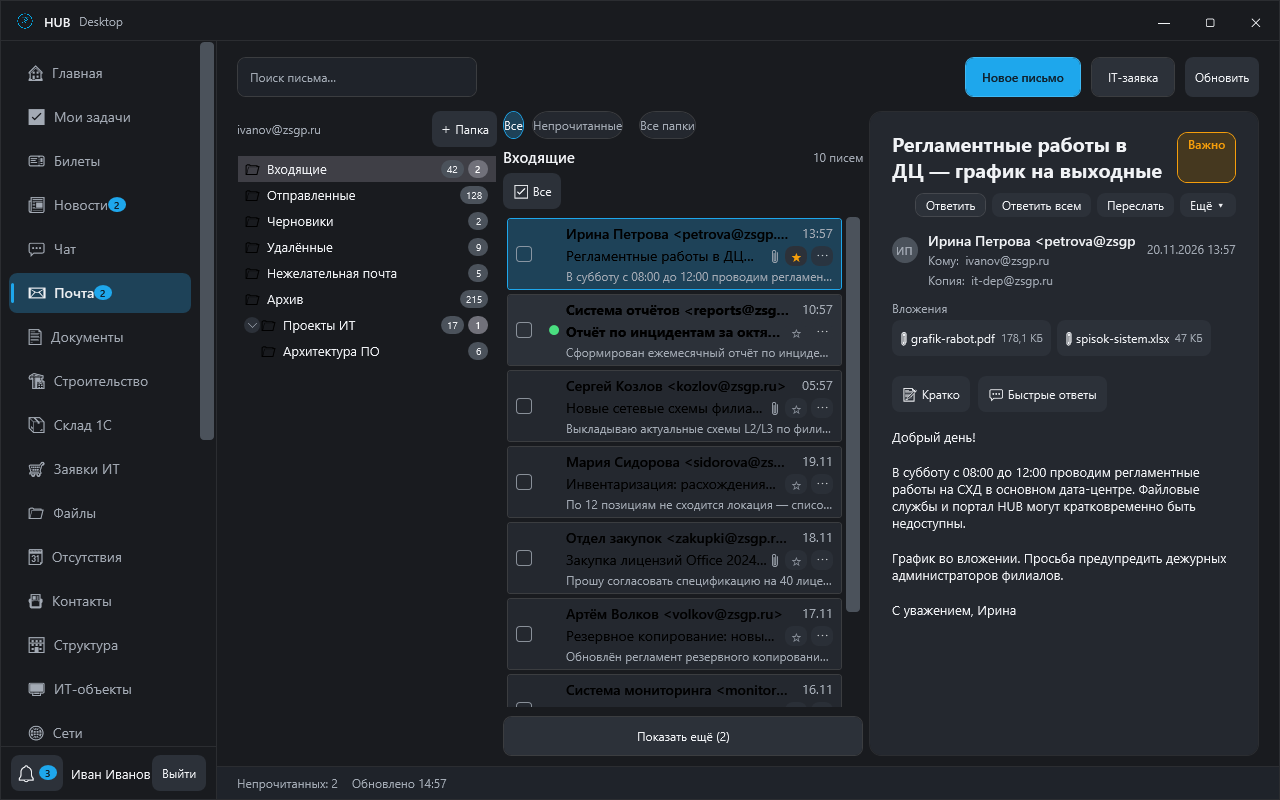 HUB Desktop
Главная
Мои задачи
Билеты
Новости 2
Чат
Почта 2
Документы
Строительство
Склад 1С
Заявки ИТ
Файлы
31 Отсутствия
Контакты
Структура
ИТ-объекты
Сети
3 Иван Иванов Выйти
Поиск письма...
Новое письмо IT-заявка Обновить
ivanov@zsgp.ru + Папка
Входящие 42 2
Отправленные 128
Черновики 2
Удалённые 9
Нежелательная почта 5
Архив 215
Проекты ИТ 17 1
Архитектура ПО 6
Все Непрочитанные Все папки
Входящие 10 писем
Все
Ирина Петрова <petrova@zsgp.... 13:57
Регламентные работы в ДЦ...
В субботу с 08:00 до 12:00 проводим регламен...
Система отчётов <reports@zsg... 10:57
Отчёт по инцидентам за октя...
Сформирован ежемесячный отчёт по инциде...
Сергей Козлов <kozlov@zsgp.ru> 05:57
Новые сетевые схемы филиа...
Выкладываю актуальные схемы L2/L3 по фили...
Мария Сидорова <sidorova@zs... 19.11
Инвентаризация: расхождения...
По 12 позициям не сходится локация — списо...
Отдел закупок <zakupki@zsgp.r... 18.11
Закупка лицензий Office 2024...
Прошу согласовать спецификацию на 40 лице...
Артём Волков <volkov@zsgp.ru> 17.11
Резервное копирование: новы...
Обновлён регламент резервного копировани...
Система мониторинга <monitor... 16.11
Показать ещё (2)
Регламентные работы в
ДЦ — график на выходные
Важно
Ответить Ответить всем Переслать Ещё ▾
ИП
Ирина Петрова <petrova@zsgp 20.11.2026 13:57
Кому: ivanov@zsgp.ru
Копия: it-dep@zsgp.ru
Вложения
grafik-rabot.pdf 178,1 КБ spisok-sistem.xlsx 47 КБ
Кратко Быстрые ответы
Добрый день!
В субботу с 08:00 до 12:00 проводим регламентные
работы на СХД в основном дата-центре. Файловые
службы и портал HUB могут кратковременно быть
недоступны.
График во вложении. Просьба предупредить дежурных
администраторов филиалов.
С уважением, Ирина
Непрочитанных: 2 Обновлено 14:57